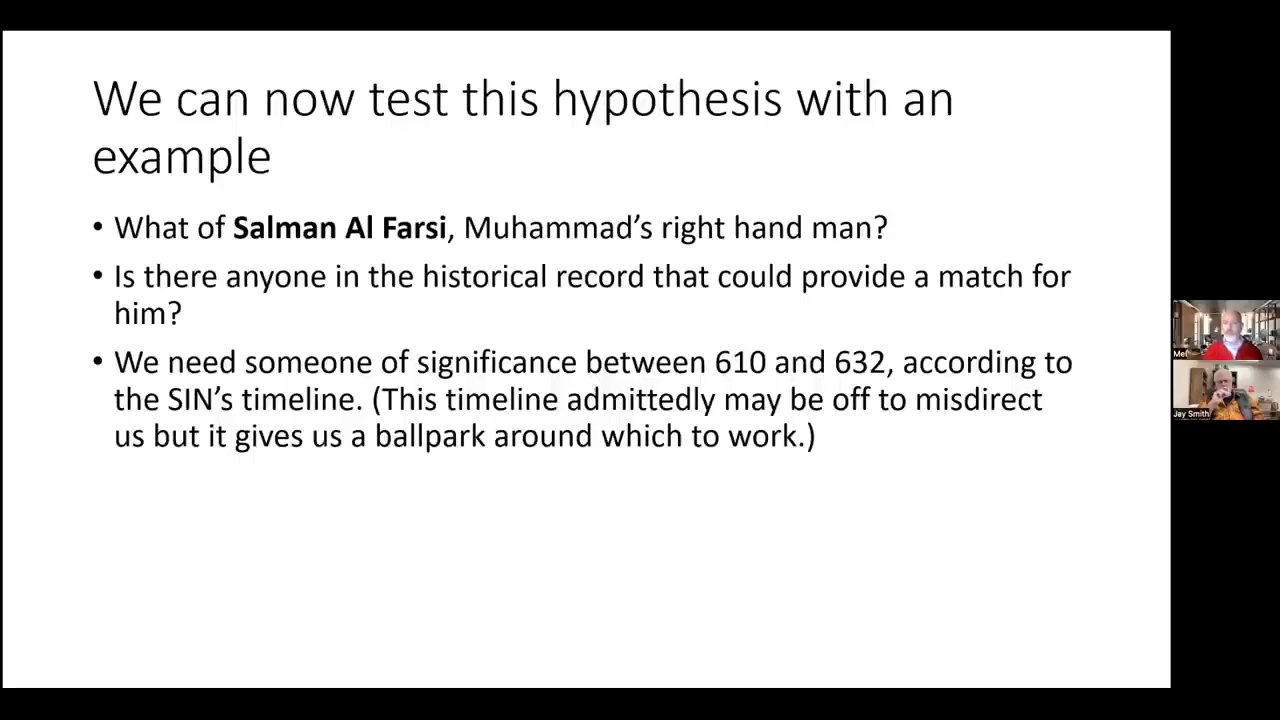 We can now test this hypothesis with an
example
• What of Salman Al Farsi, Muhammad's right hand man?
• Is there anyone in the historical record that could provide a match for
him?
• We need someone of significance between 610 and 632, according to
the SIN's timeline. (This timeline admittedly may be off to misdirect
us but it gives us a ballpark around which to work.)
Mel
Jay Smith